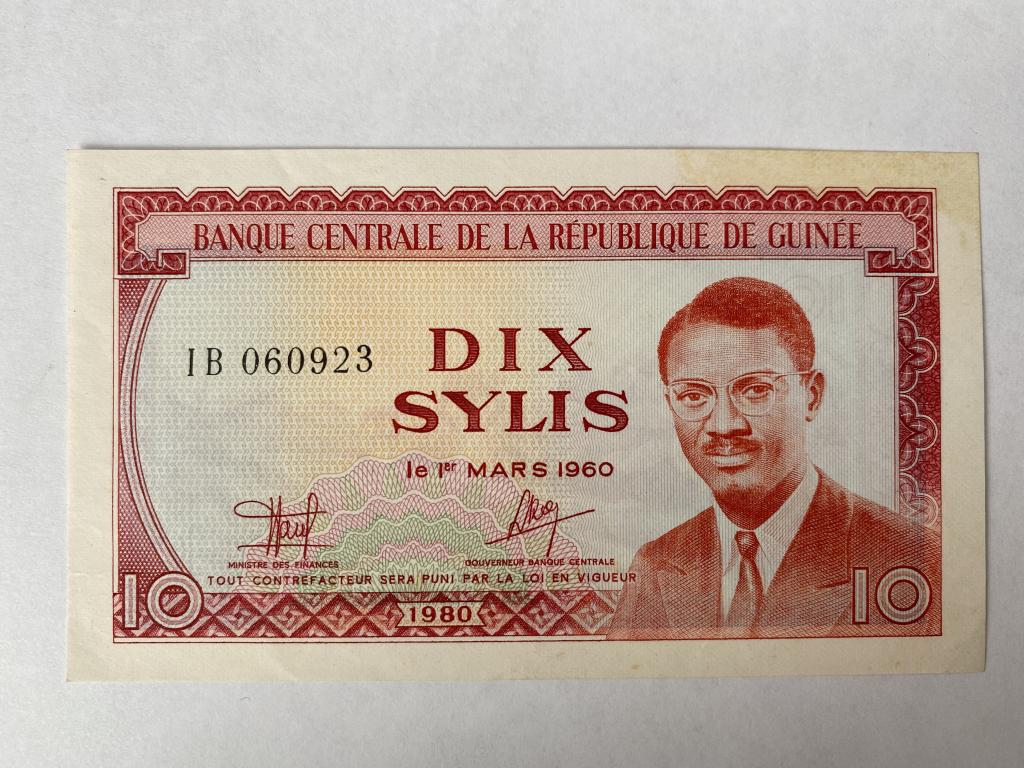 BANQUE CENTRALE DE LA RÉPUBLIQUE DE GUINÉE
IB 060923
DIX
SYLIS
le 1er MARS 1960
MINISTRE DES FINANCES
GOUVERNEUR BANQUE CENTRALE
TOUT CONTREFACTEUR SERA PUNI PAR LA LOI EN VIGUEUR
10
1980
10